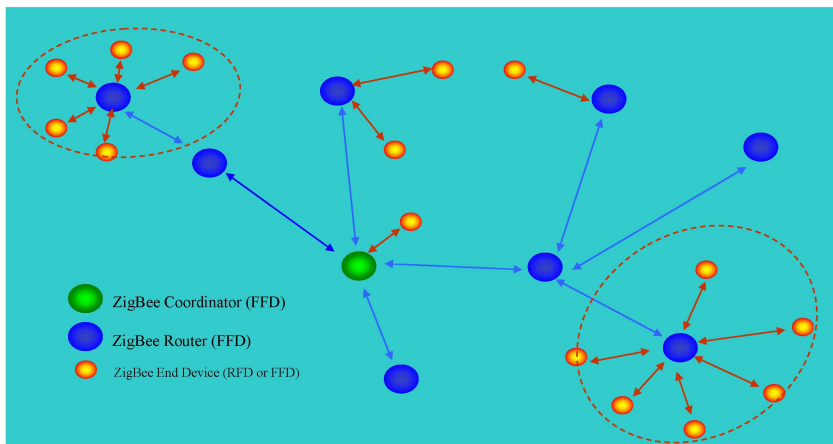 ZigBee Coordinator (FFD)
ZigBee Router (FFD)
ZigBee End Device (RFD or FFD)